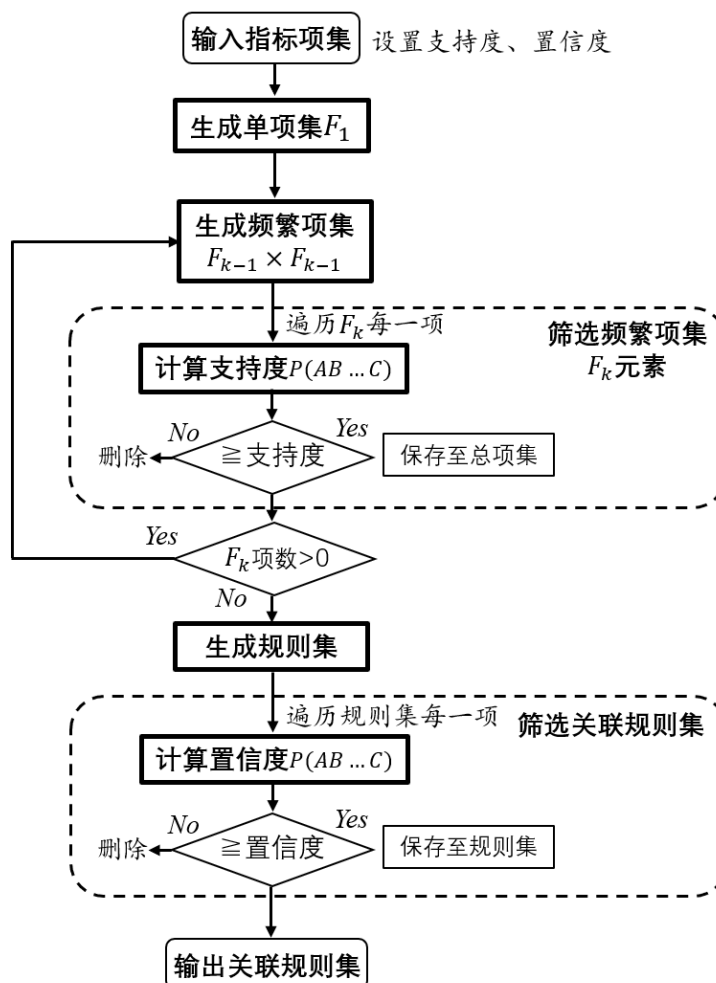 输入指标项集
设置支持度、置信度
生成单项集F₁
生成频繁项集
Fₖ₋₁ × Fₖ₋₁
遍历Fₖ每一项
筛选频繁项集
Fₖ元素
计算支持度P(AB ... C)
No
Yes
删除
≧支持度
保存至总项集
Yes
Fₖ项数>0
No
生成规则集
遍历规则集每一项
筛选关联规则集
计算置信度P(AB ... C)
No
Yes
删除
≧置信度
保存至规则集
输出关联规则集